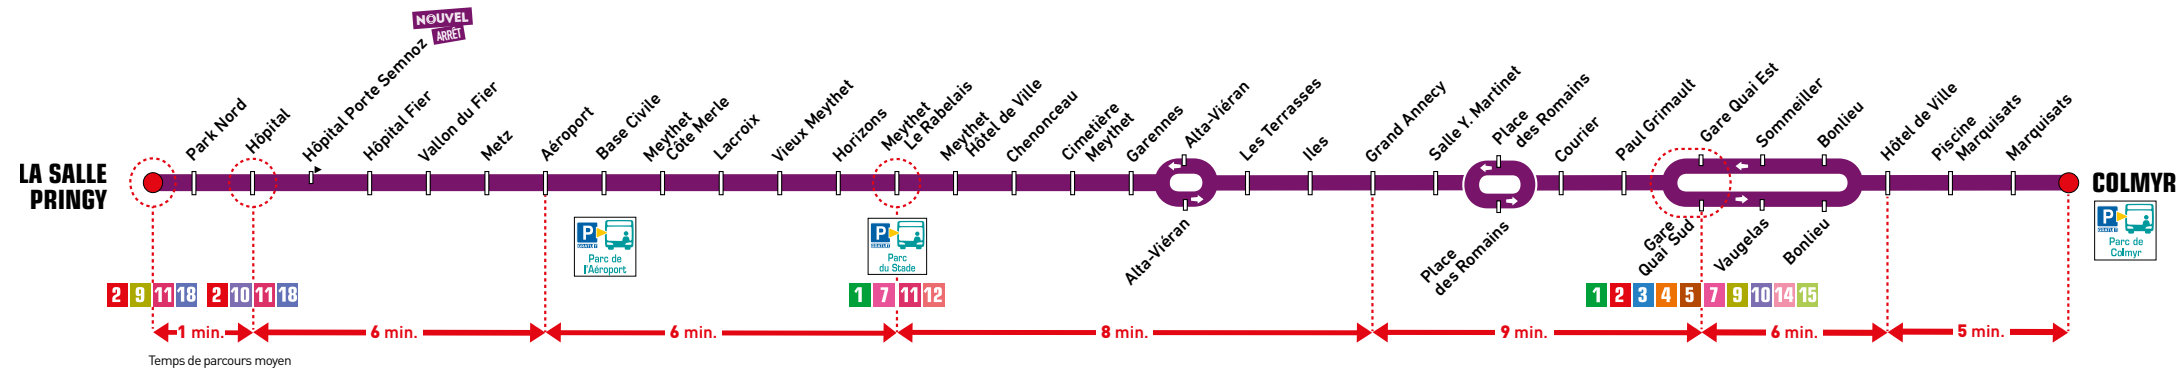 NOUVEL
ARRÊT
LA SALLE
PRINGY
Park Nord
Hôpital
Hôpital Porte Semnoz
Hôpital Fier
Vallon du Fier
Metz
Aéroport
Base Civile
Meythet
Côte Merle
Lacroix
Vieux Meythet
Horizons
Meythet
Le Rabelais
Meythet
Hôtel de Ville
Chenonceau
Cimetière
Meythet
Garennes
Alta-Viéran
Alta-Viéran
Les Terrasses
Iles
Grand Annecy
Salle Y. Martinet
Place
des Romains
Place
des Romains
Courier
Paul Grimault
Gare Quai Est
Gare
Quai Sud
Sommeiller
Vaugelas
Bonlieu
Bonlieu
Hôtel de Ville
Piscine
Marquisats
Marquisats
COLMYR
P
GRATUIT
Parc de
l'Aéroport
P
GRATUIT
Parc
du Stade
P
GRATUIT
Parc de
Colmyr
2 9 11 18
2 10 11 18
1 7 11 12
1 2 3 4 5 7 9 10 14 15
1 min.
6 min.
6 min.
8 min.
9 min.
6 min.
5 min.
Temps de parcours moyen